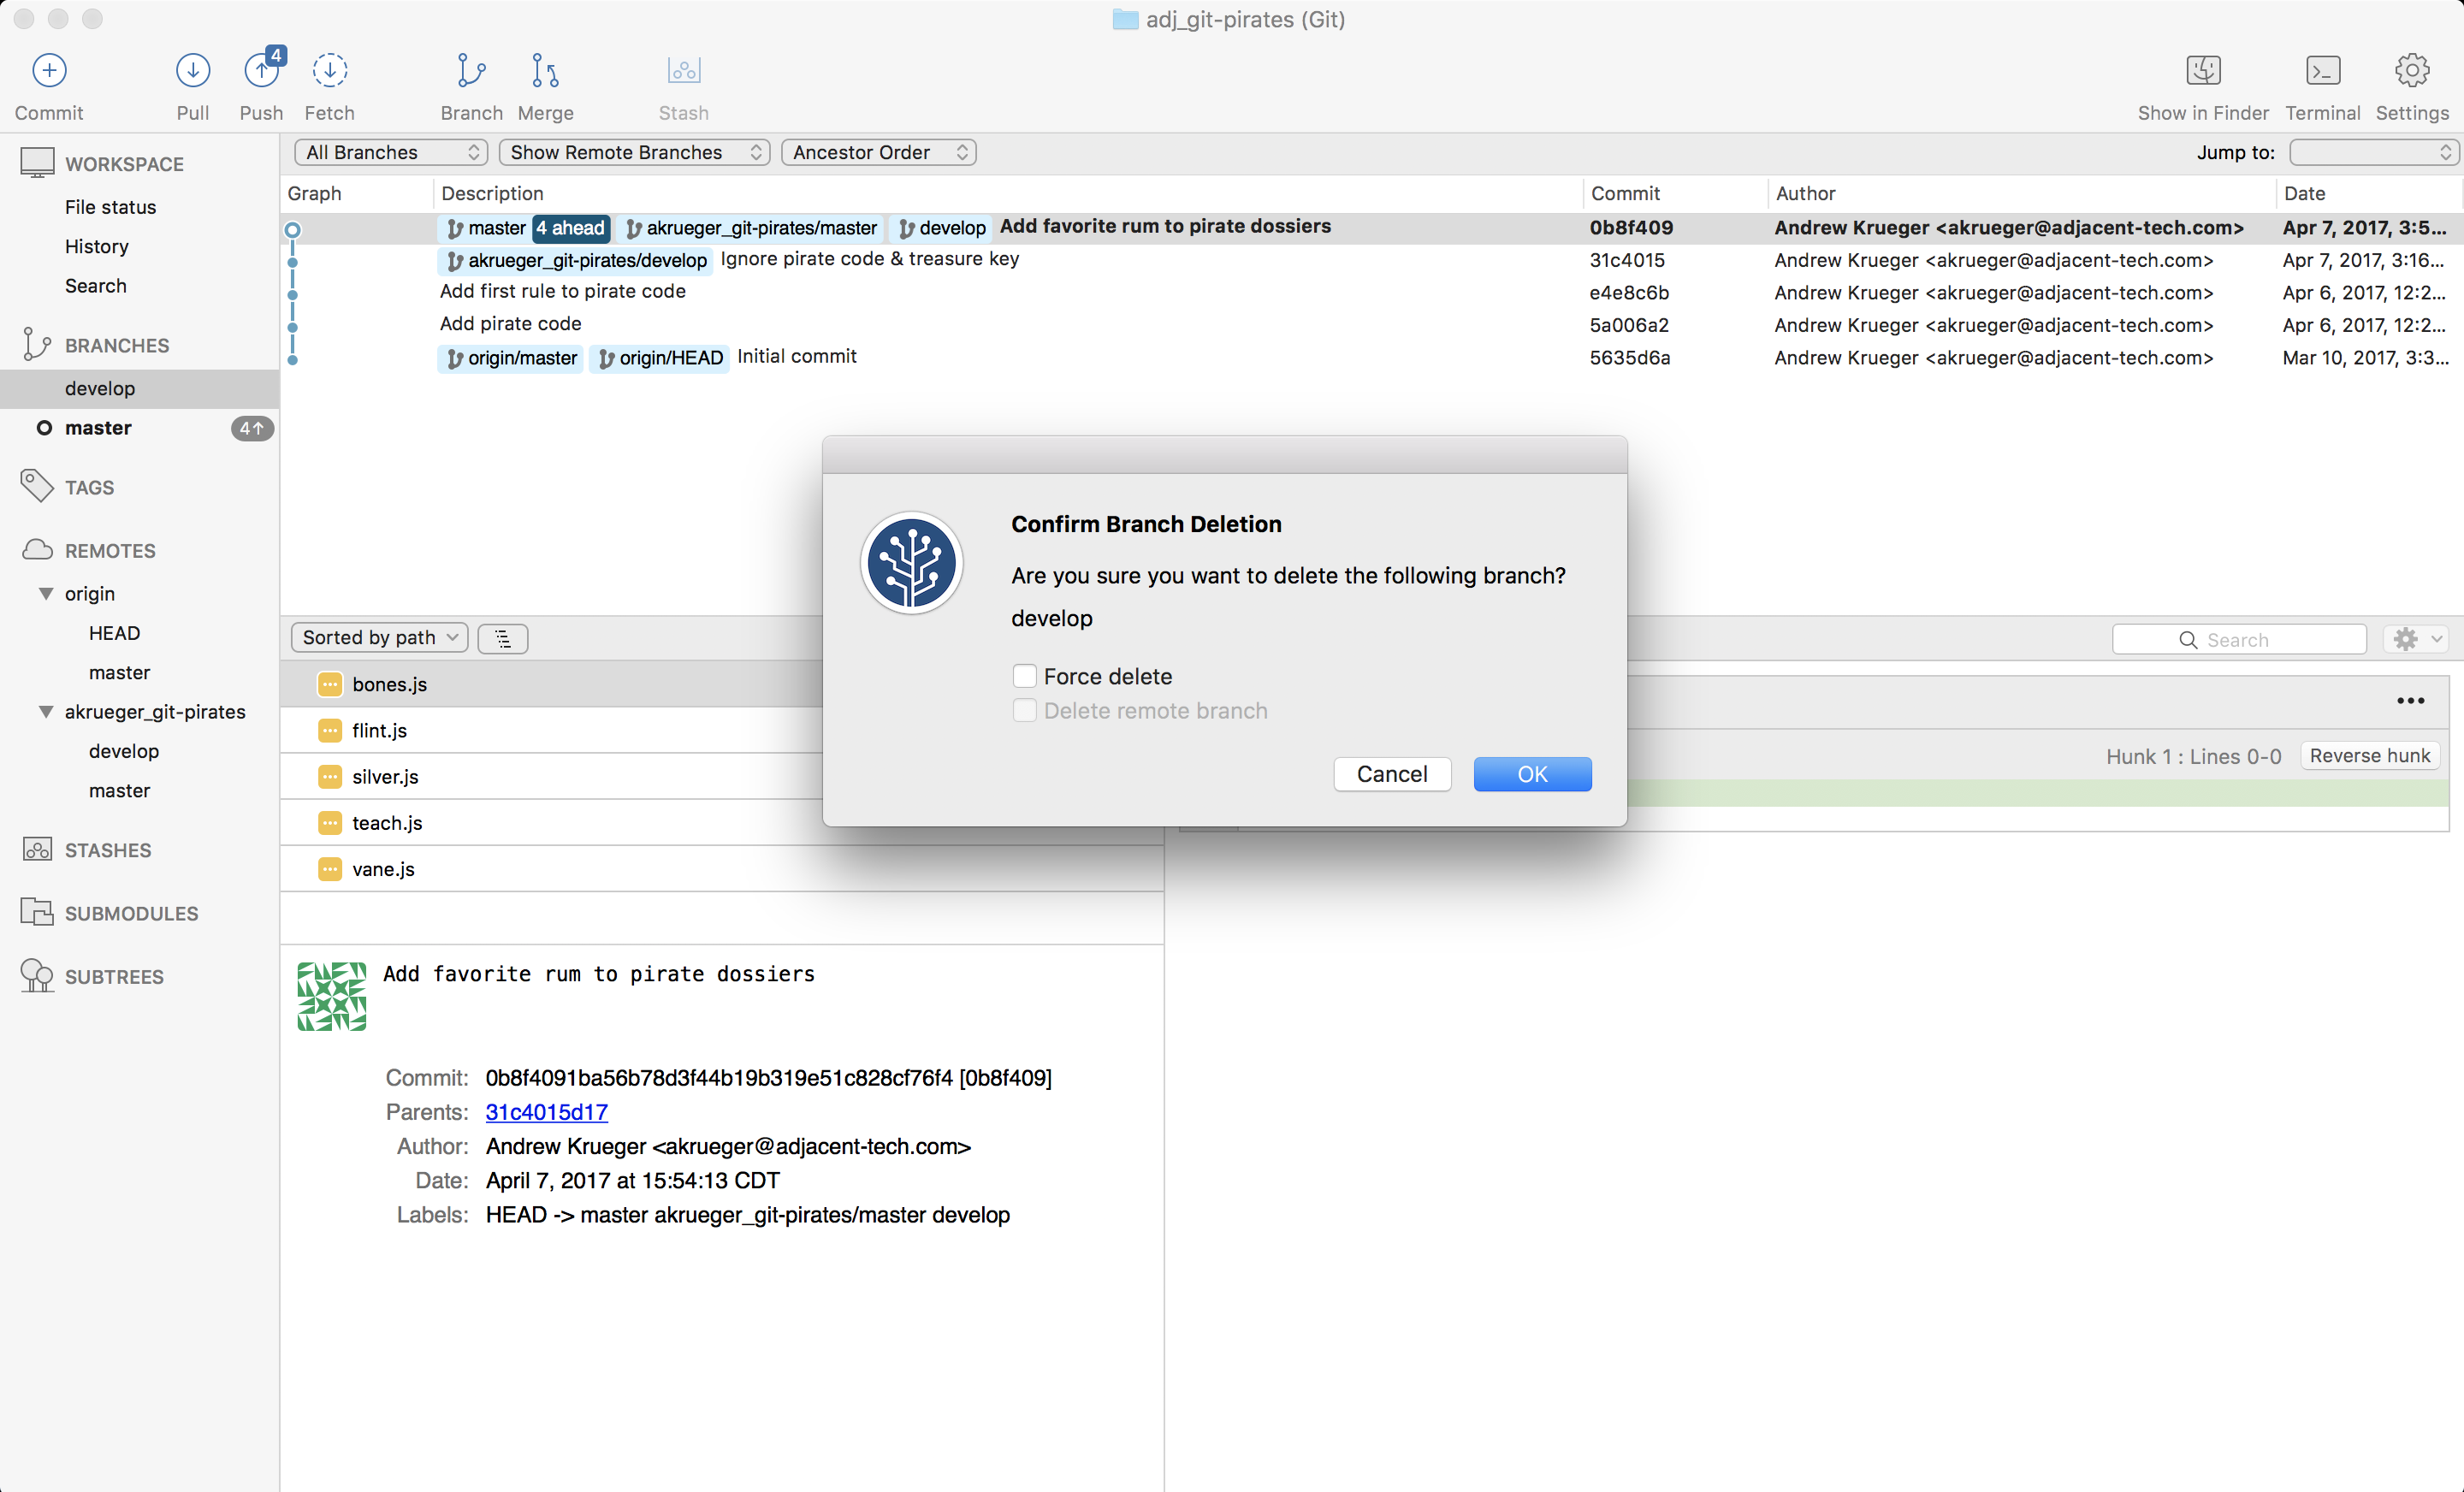 adj_git-pirates (Git)
4
Commit
Pull
Push
Fetch
Branch
Merge
Stash
Show in Finder
Terminal
Settings
WORKSPACE
File status
History
Search
BRANCHES
develop
master
4↑
TAGS
REMOTES
origin
HEAD
master
akrueger_git-pirates
develop
master
STASHES
SUBMODULES
SUBTREES
All Branches
Show Remote Branches
Ancestor Order
Jump to:
Graph Description Commit Author Date
master 4 ahead akrueger_git-pirates/master develop Add favorite rum to pirate dossiers 0b8f409 Andrew Krueger <akrueger@adjacent-tech.com> Apr 7, 2017, 3:5...
akrueger_git-pirates/develop Ignore pirate code & treasure key 31c4015 Andrew Krueger <akrueger@adjacent-tech.com> Apr 7, 2017, 3:16...
Add first rule to pirate code e4e8c6b Andrew Krueger <akrueger@adjacent-tech.com> Apr 6, 2017, 12:2...
Add pirate code 5a006a2 Andrew Krueger <akrueger@adjacent-tech.com> Apr 6, 2017, 12:2...
origin/master origin/HEAD Initial commit 5635d6a Andrew Krueger <akrueger@adjacent-tech.com> Mar 10, 2017, 3:3...
Confirm Branch Deletion
Are you sure you want to delete the following branch?
develop
Force delete
Delete remote branch
Cancel
OK
Sorted by path
Search
bones.js
flint.js
silver.js
teach.js
vane.js
Hunk 1 : Lines 0-0
Reverse hunk
Add favorite rum to pirate dossiers
Commit: 0b8f4091ba56b78d3f44b19b319e51c828cf76f4 [0b8f409]
Parents: 31c4015d17
Author: Andrew Krueger <akrueger@adjacent-tech.com>
Date: April 7, 2017 at 15:54:13 CDT
Labels: HEAD -> master akrueger_git-pirates/master develop